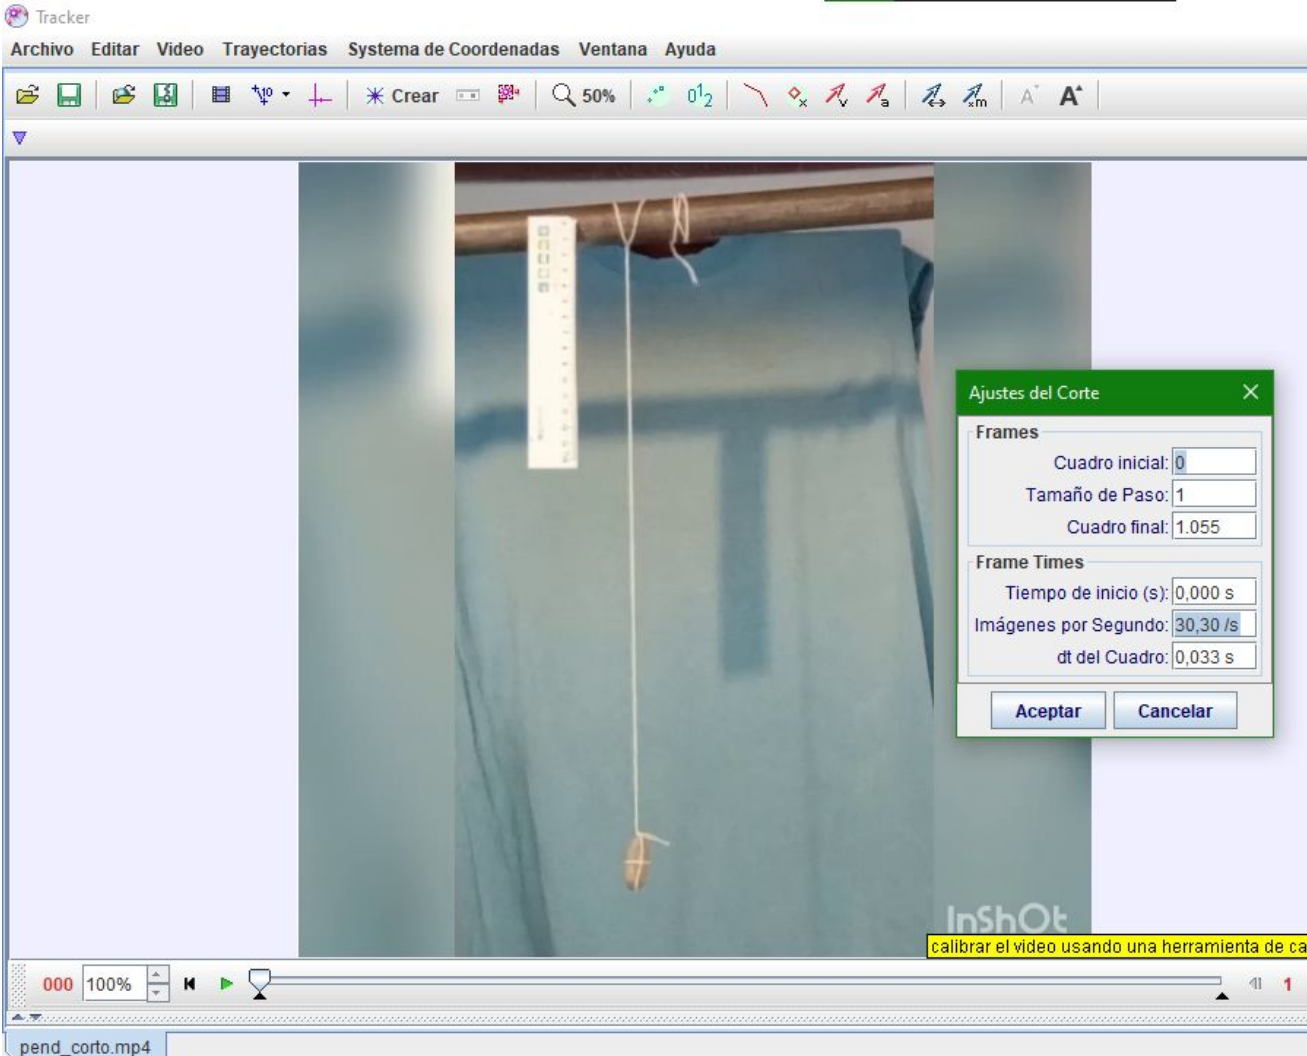 Tracker
Archivo Editar Video Trayectorias Systema de Coordenadas Ventana Ayuda
Crear 50%
Ajustes del Corte
Frames
Cuadro inicial: 0
Tamaño de Paso: 1
Cuadro final: 1.055
Frame Times
Tiempo de inicio (s): 0,000 s
Imágenes por Segundo: 30,30 /s
dt del Cuadro: 0,033 s
Aceptar Cancelar
InShOt
calibrar el video usando una herramienta de ca
000 100% 1
pend_corto.mp4